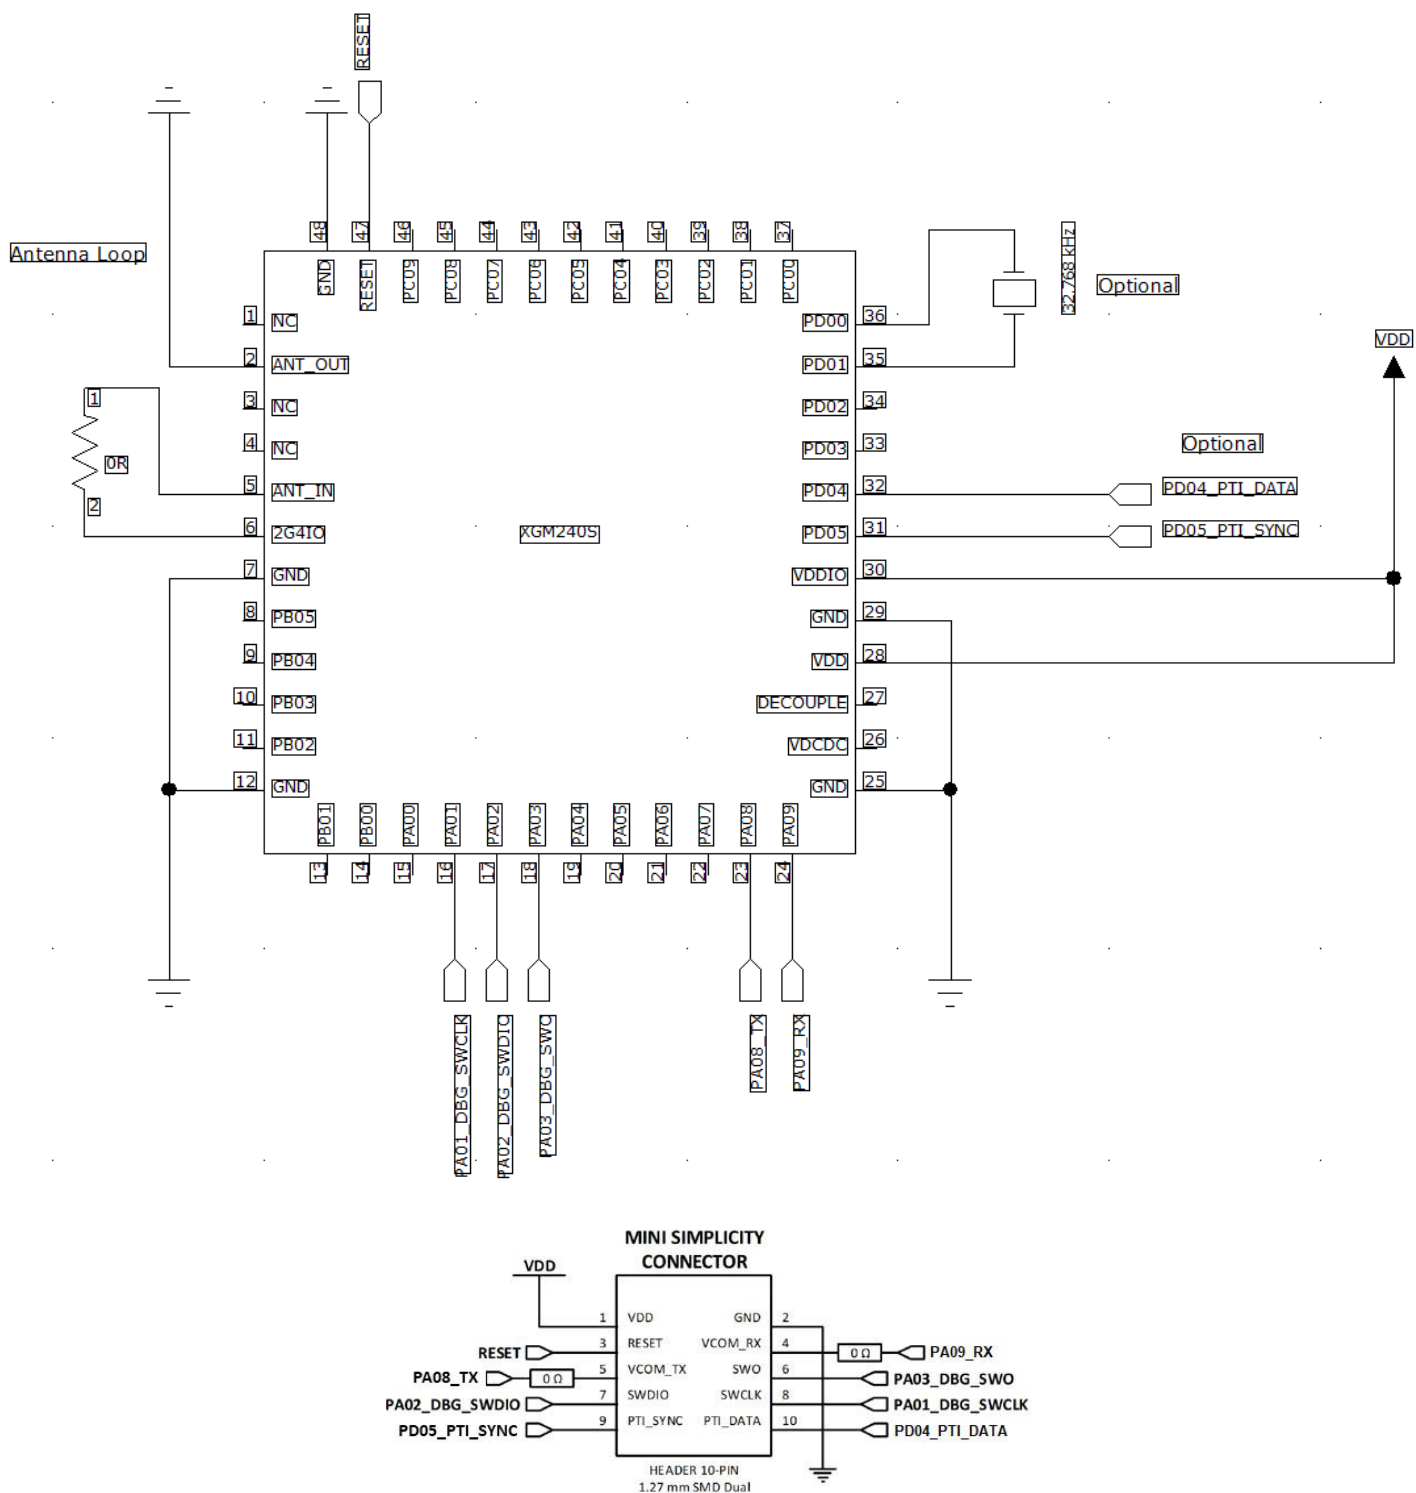 RESET
Antenna Loop
48
47
46
45
44
43
42
41
40
39
38
37
GND
RESET
PC09
PC08
PC07
PC06
PC05
PC04
PC03
PC02
PC01
PC00
32.768 kHz
Optional
1 NC
PD00 36
VDD
2 ANT_OUT
PD01 35
1
3 NC
PD02 34
4 NC
PD03 33
Optional
0R
5 ANT_IN
PD04 32
PD04_PTI_DATA
2
6 2G4IO
XGM240S
PD05 31
PD05_PTI_SYNC
7 GND
VDDIO 30
8 PB05
GND 29
9 PB04
VDD 28
10 PB03
DECOUPLE 27
11 PB02
VDCDC 26
12 GND
GND 25
PB01
PB00
PA00
PA01
PA02
PA03
PA04
PA05
PA06
PA07
PA08
PA09
13
14
15
16
17
18
19
20
21
22
23
24
PA01_DBG_SWCLK
PA02_DBG_SWDIO
PA03_DBG_SWO
PA08_TX
PA09_RX
MINI SIMPLICITY
CONNECTOR
VDD
1 VDD GND 2
RESET 3 RESET VCOM_RX 4 0 Ω PA09_RX
PA08_TX 0 Ω 5 VCOM_TX SWO 6 PA03_DBG_SWO
PA02_DBG_SWDIO 7 SWDIO SWCLK 8 PA01_DBG_SWCLK
PD05_PTI_SYNC 9 PTI_SYNC PTI_DATA 10 PD04_PTI_DATA
HEADER 10-PIN
1.27 mm SMD Dual